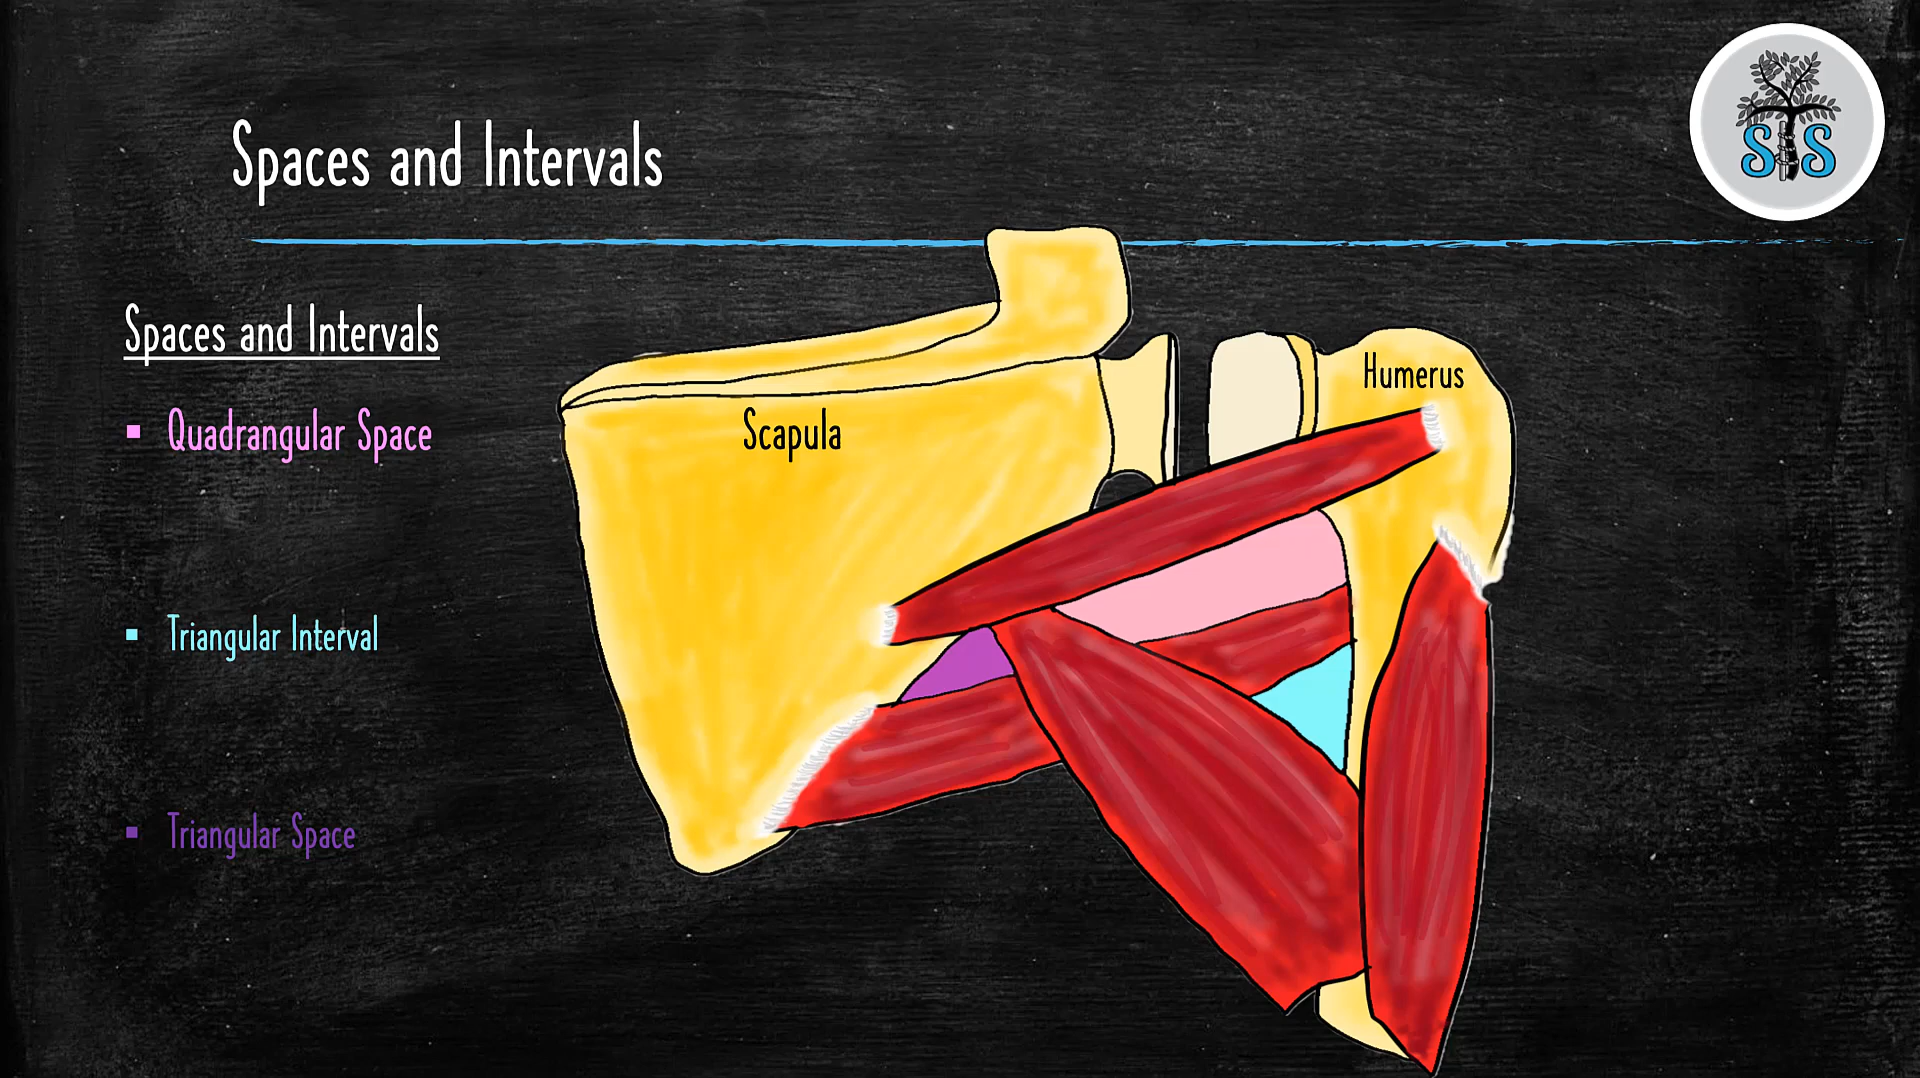 Spaces and Intervals
SIS
Spaces and Intervals
Quadrangular Space
Triangular Interval
Triangular Space
Scapula
Humerus